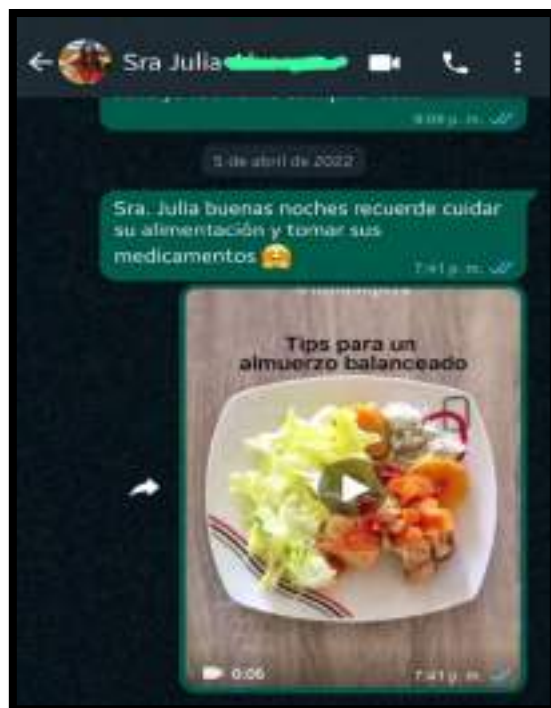 Sra Julia
p. m.
5 de abril de 2022
Sra. Julia buenas noches recuerde cuidar
su alimentación y tomar sus
medicamentos
7:41 p. m.
Tips para un
almuerzo balanceado
0:06
7:41 p. m.